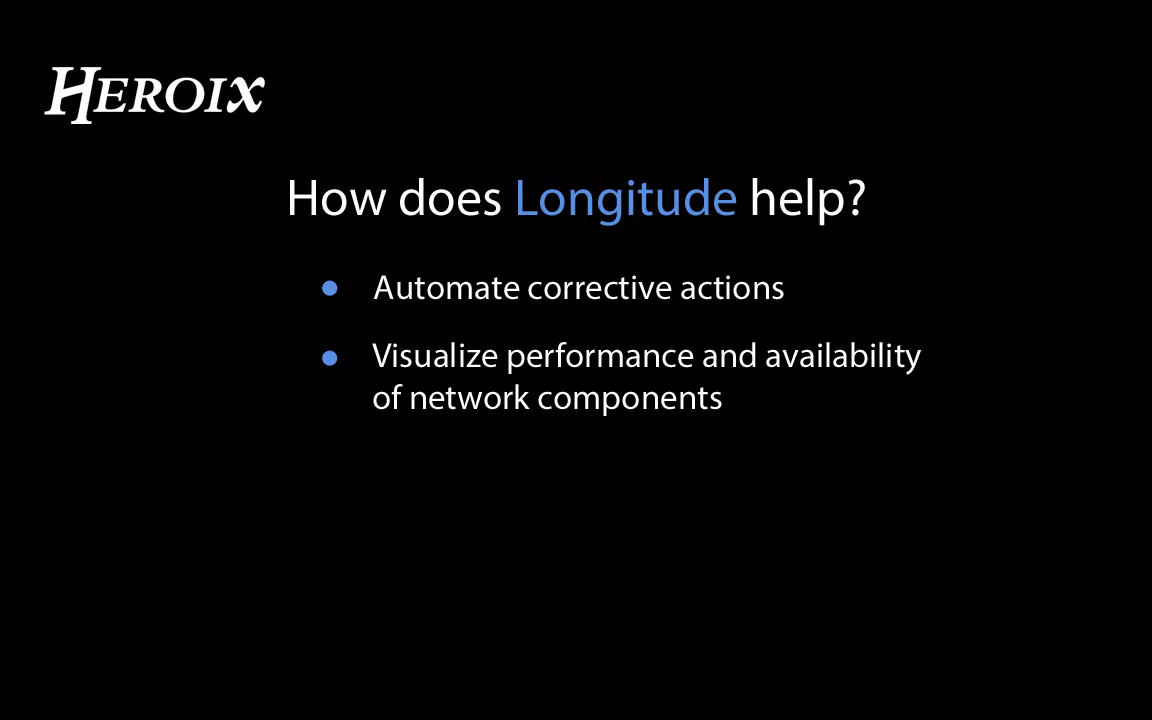 HEROIX
How does Longitude help?
● Automate corrective actions
● Visualize performance and availability
of network components